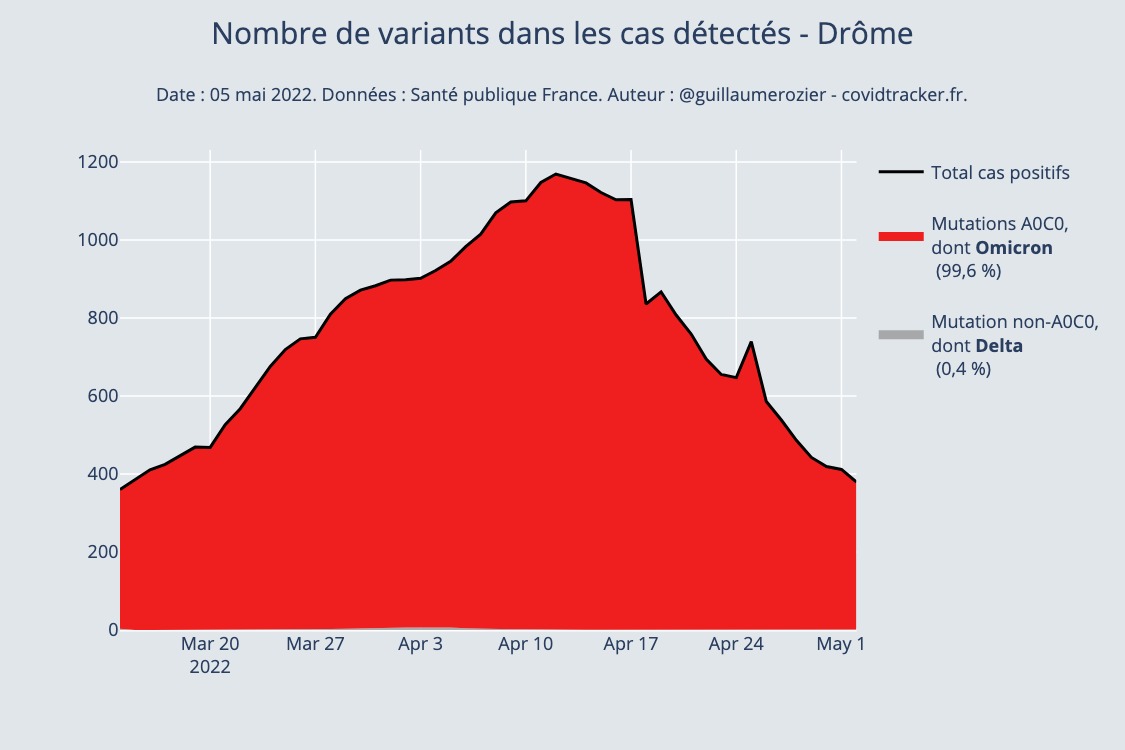 Nombre de variants dans les cas détectés - Drôme
Date : 05 mai 2022. Données : Santé publique France. Auteur : @guillaumerozier - covidtracker.fr.
1200
1000
800
600
400
200
0
Mar 20
2022
Mar 27
Apr 3
Apr 10
Apr 17
Apr 24
May 1
Total cas positifs
Mutations A0C0,
dont Omicron
(99,6 %)
Mutation non-A0C0,
dont Delta
(0,4 %)